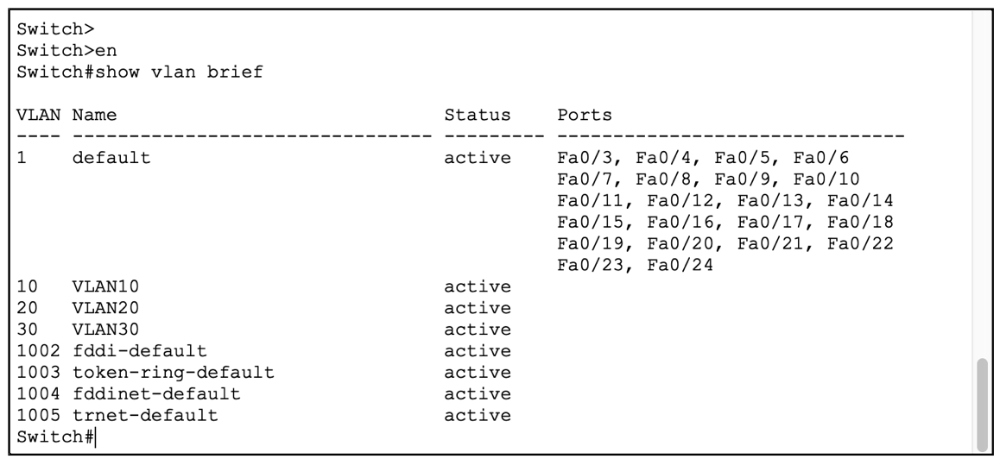 Switch>
Switch>en
Switch#show vlan brief
VLAN Name                             Status    Ports
---- -------------------------------- --------- -------------------------------
1    default                          active    Fa0/3, Fa0/4, Fa0/5, Fa0/6
                                                Fa0/7, Fa0/8, Fa0/9, Fa0/10
                                                Fa0/11, Fa0/12, Fa0/13, Fa0/14
                                                Fa0/15, Fa0/16, Fa0/17, Fa0/18
                                                Fa0/19, Fa0/20, Fa0/21, Fa0/22
                                                Fa0/23, Fa0/24
10   VLAN10                           active
20   VLAN20                           active
30   VLAN30                           active
1002 fddi-default                     active
1003 token-ring-default               active
1004 fddinet-default                  active
1005 trnet-default                    active
Switch#